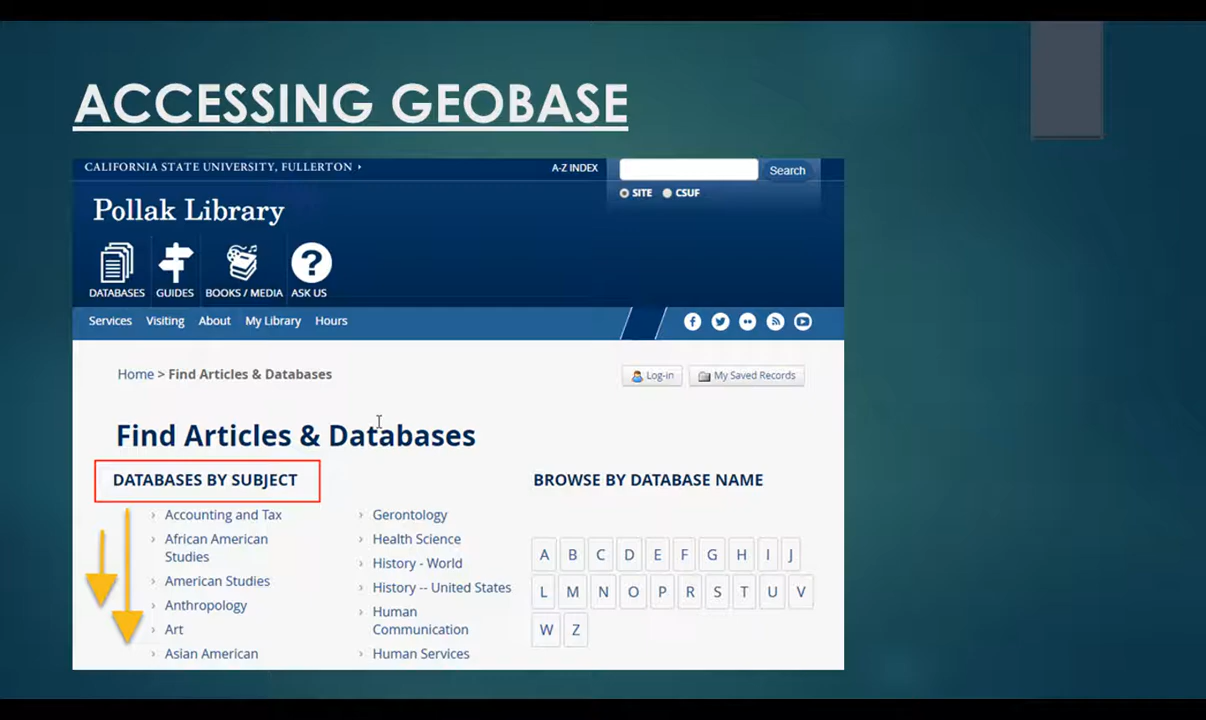 ACCESSING GEOBASE
CALIFORNIA STATE UNIVERSITY, FULLERTON
A-Z INDEX
Search
SITE CSUF
Pollak Library
?
DATABASES GUIDES BOOKS / MEDIA ASK US
Services Visiting About My Library Hours
Home > Find Articles & Databases
Log-in My Saved Records
Find Articles & Databases
DATABASES BY SUBJECT
Accounting and Tax
African American
Studies
American Studies
Anthropology
Art
Asian American
Gerontology
Health Science
History - World
History -- United States
Human
Communication
Human Services
BROWSE BY DATABASE NAME
A B C D E F G H I J
L M N O P R S T U V
W Z